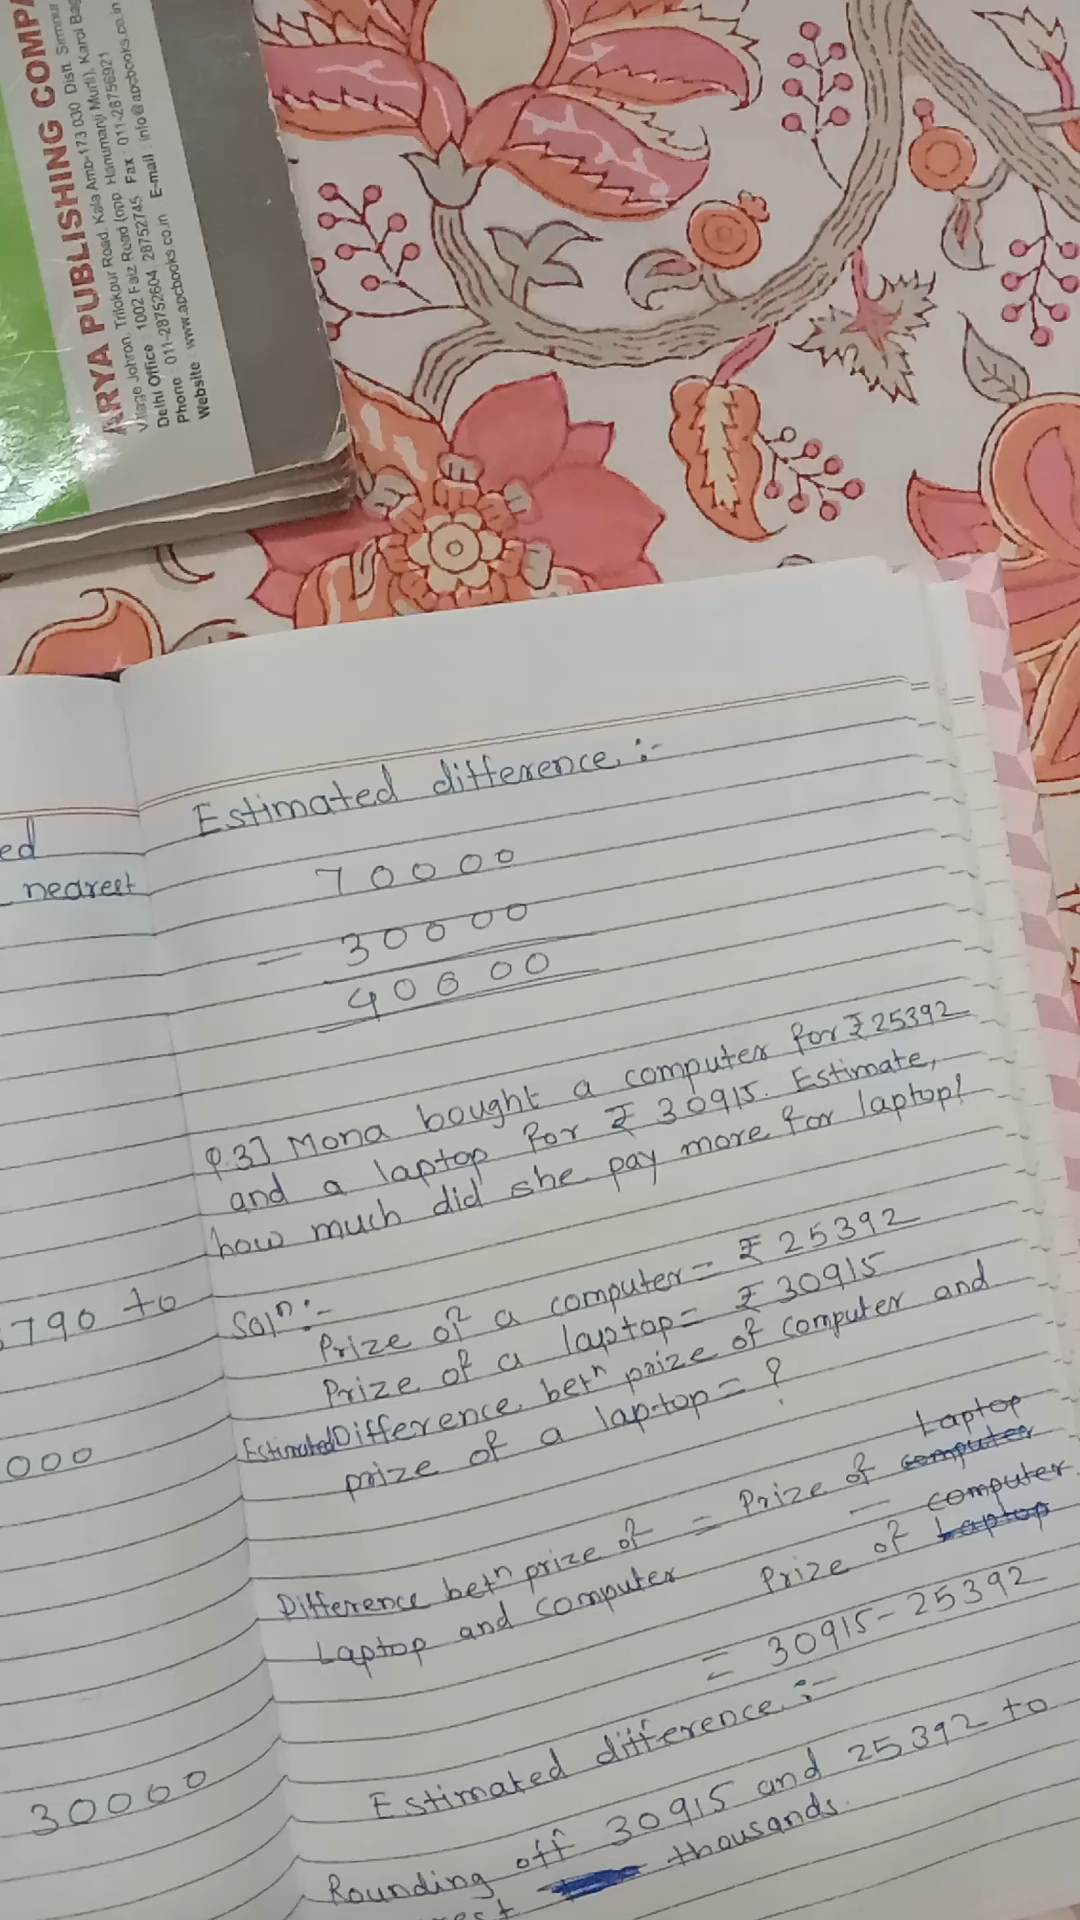 ARYA PUBLISHING COMPA
Village Johron, Trilokpur Road, Kala Amb-173 030 Distt. Sirmour
Delhi Office 1002 Faiz Road (opp Hanumanji Murti), Karol Bag
Phone 011-28752604, 28752745 Fax 011-28756921
Website www.apcbooks.co.in E-mail info@apcbooks.co.in
ed
nearest
790 to
000
30000
Estimated difference :-
70000
- 30000
40000
Q.3] Mona bought a computer for ₹ 25392
and a laptop for ₹ 30915. Estimate,
how much did she pay more for laptop?
Solⁿ :-
Prize of a computer = ₹ 25392
Prize of a laptop = ₹ 30915
Estimated Difference betⁿ prize of computer and
prize of a laptop = ?
Laptop
Difference betⁿ prize of = Prize of computer
Laptop and computer — computer
Prize of Laptop
= 30915 - 25392
Estimated difference :-
Rounding off 30915 and 25392 to
thousands.